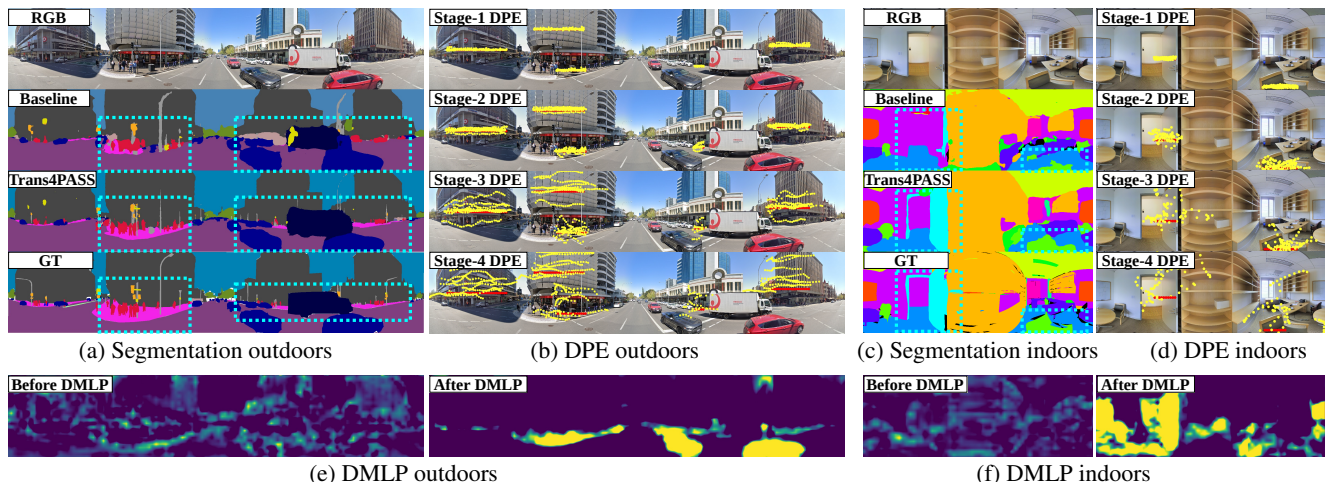 RGB
Baseline
Trans4PASS
GT
(a) Segmentation outdoors
Stage-1 DPE
Stage-2 DPE
Stage-3 DPE
Stage-4 DPE
(b) DPE outdoors
RGB
Baseline
Trans4PASS
GT
(c) Segmentation indoors
Stage-1 DPE
Stage-2 DPE
Stage-3 DPE
Stage-4 DPE
(d) DPE indoors
Before DMLP
After DMLP
(e) DMLP outdoors
Before DMLP
After DMLP
(f) DMLP indoors